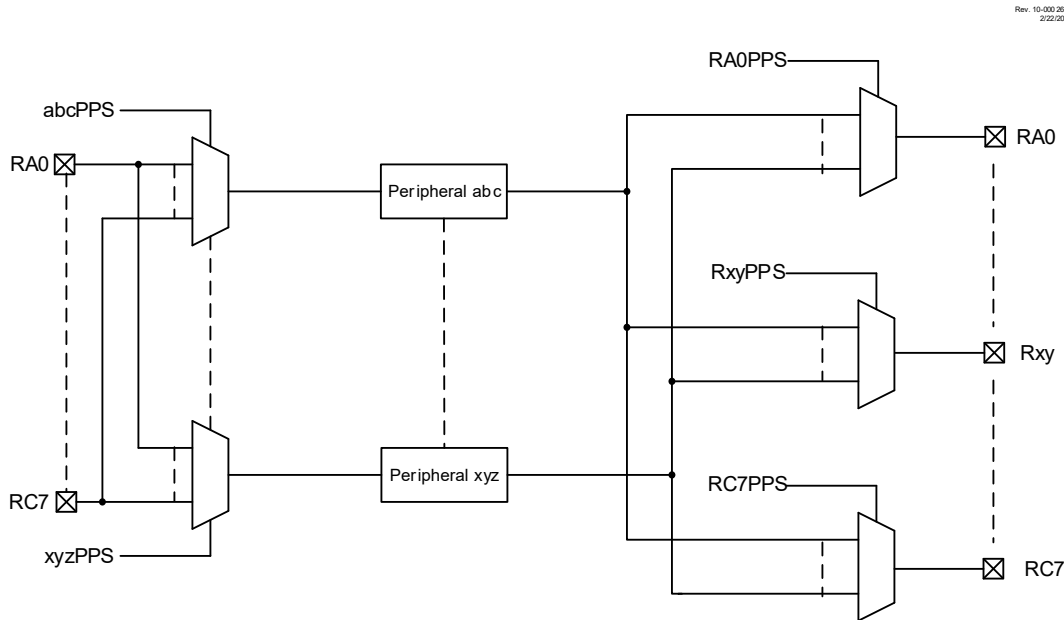 Rev. 10-000 26
2/22/20
RA0PPS
abcPPS
RA0
RA0
Peripheral abc
RxyPPS
Rxy
Peripheral xyz
RC7PPS
RC7
xyzPPS
RC7